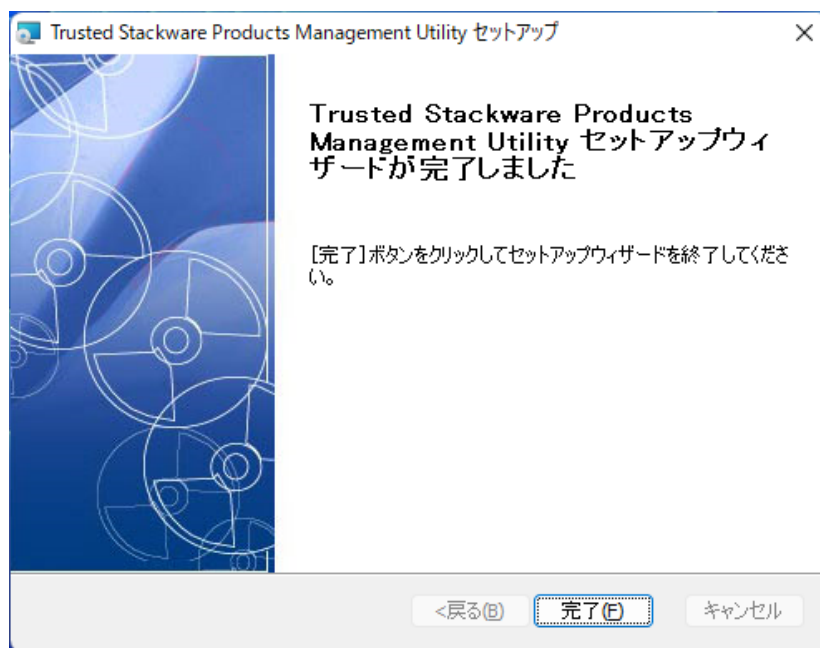 Trusted Stackware Products Management Utility セットアップ
Trusted Stackware Products
Management Utility セットアップウィ
ザードが完了しました
[完了]ボタンをクリックしてセットアップウィザードを終了してくださ
い。
<戻る(B)
完了(F)
キャンセル